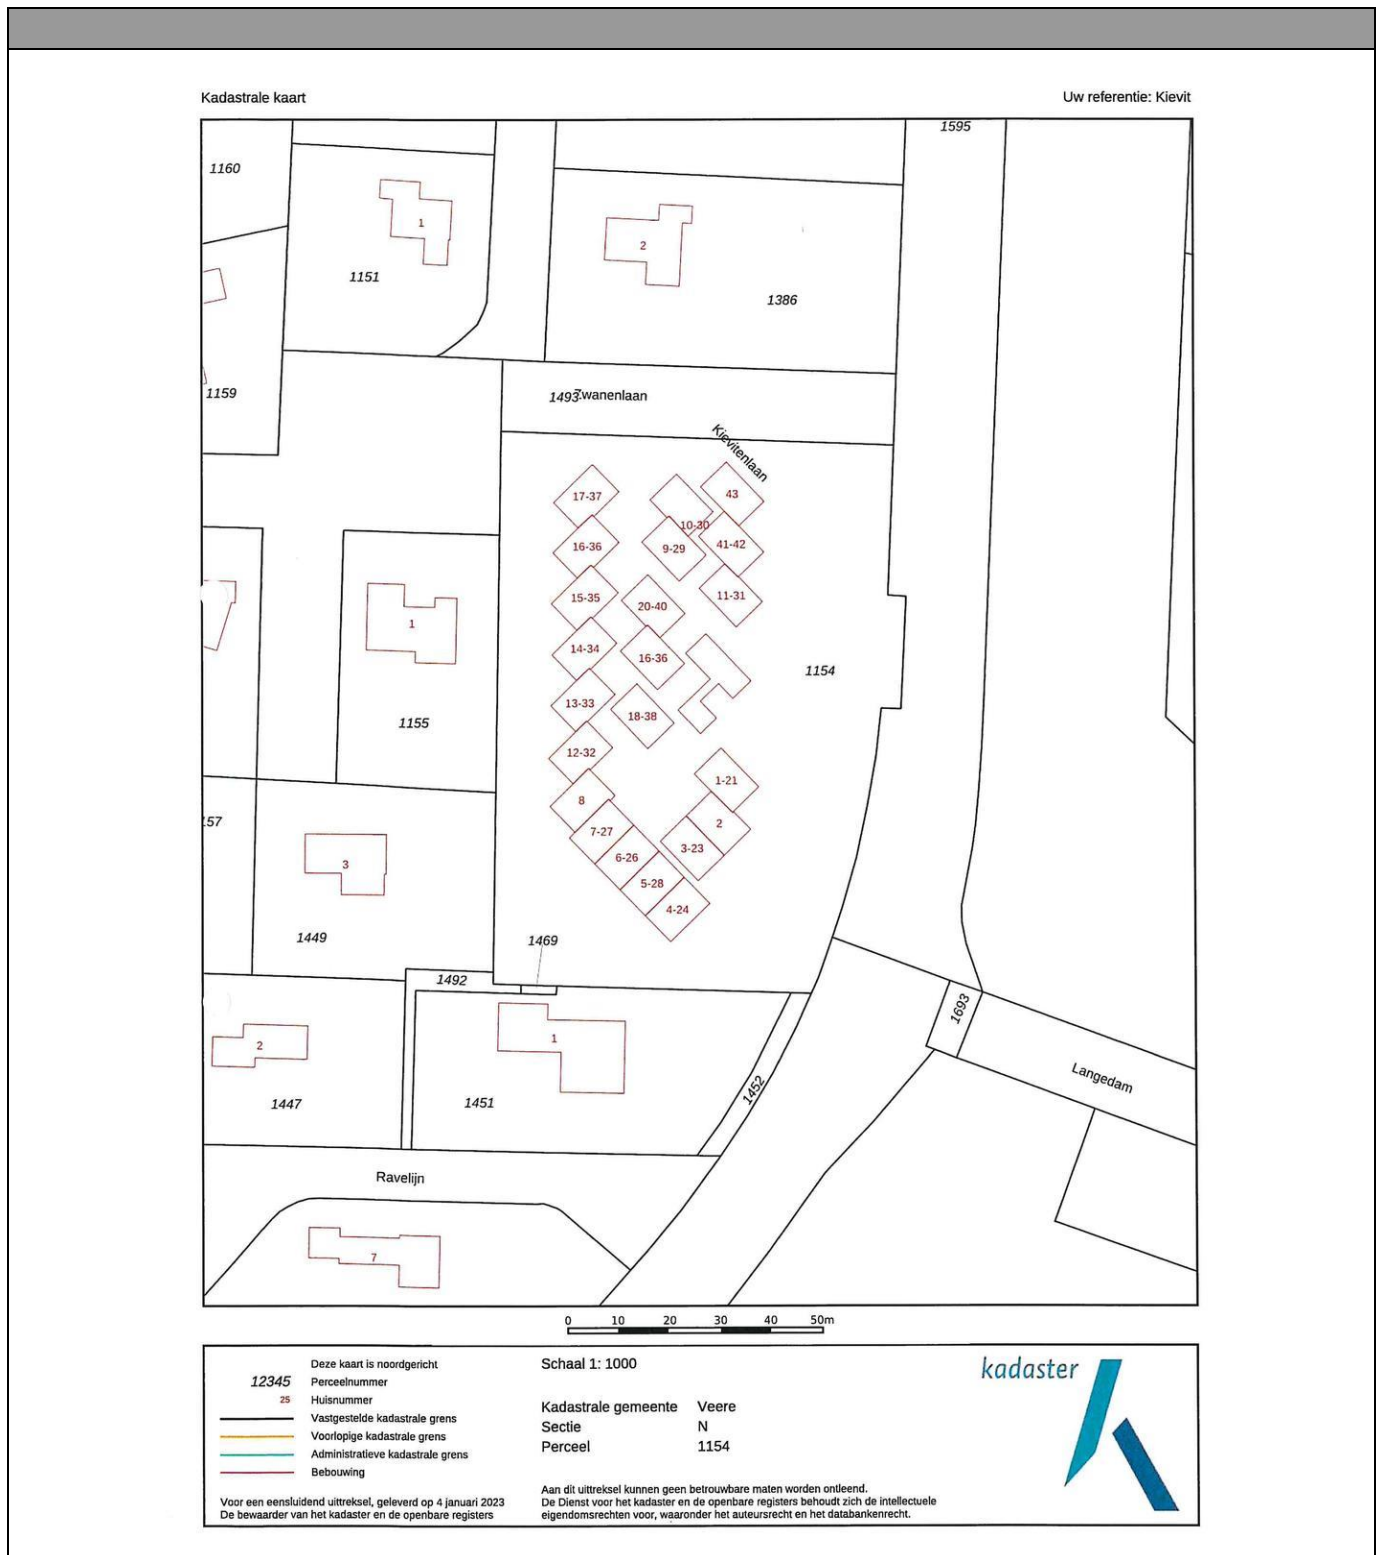 Kadastrale kaart
Uw referentie: Kievit
1595
1160
1
2
1151
1386
1159
1493
Zwanenlaan
Kievitenlaan
17-37
43
10-30
16-36
9-29
41-42
15-35
20-40
11-31
1
14-34
16-36
1154
13-33
18-38
1155
12-32
1-21
8
2
157
7-27
3-23
6-26
3
5-28
4-24
1449
1469
1492
1693
2
1
Langedam
1447
1451
1452
Ravelijn
7
0 10 20 30 40 50m
Deze kaart is noordgericht
12345 Perceelnummer
25 Huisnummer
Vastgestelde kadastrale grens
Voorlopige kadastrale grens
Administratieve kadastrale grens
Bebouwing
Voor een eensluidend uittreksel, geleverd op 4 januari 2023
De bewaarder van het kadaster en de openbare registers
Schaal 1: 1000
Kadastrale gemeente Veere
Sectie N
Perceel 1154
Aan dit uittreksel kunnen geen betrouwbare maten worden ontleend.
De Dienst voor het kadaster en de openbare registers behoudt zich de intellectuele
eigendomsrechten voor, waaronder het auteursrecht en het databankenrecht.
kadaster